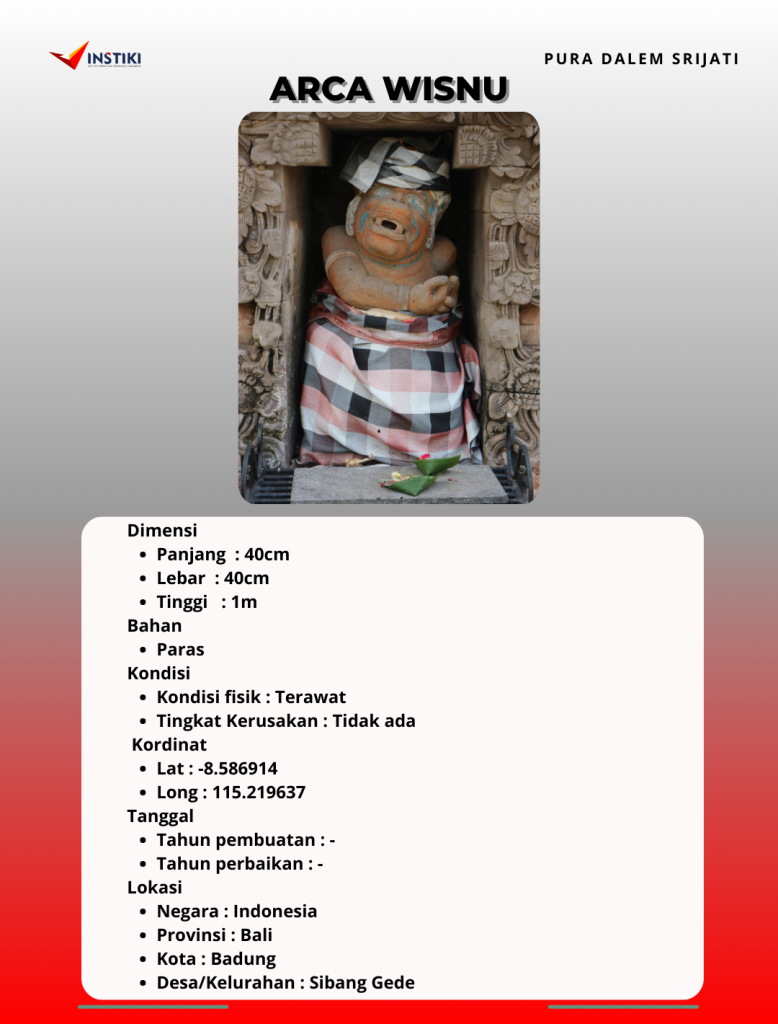 INSTIKI
PURA DALEM SRIJATI
ARCA WISNU
Dimensi
• Panjang : 40cm
• Lebar : 40cm
• Tinggi : 1m
Bahan
• Paras
Kondisi
• Kondisi fisik : Terawat
• Tingkat Kerusakan : Tidak ada
Kordinat
• Lat : -8.586914
• Long : 115.219637
Tanggal
• Tahun pembuatan : -
• Tahun perbaikan : -
Lokasi
• Negara : Indonesia
• Provinsi : Bali
• Kota : Badung
• Desa/Kelurahan : Sibang Gede